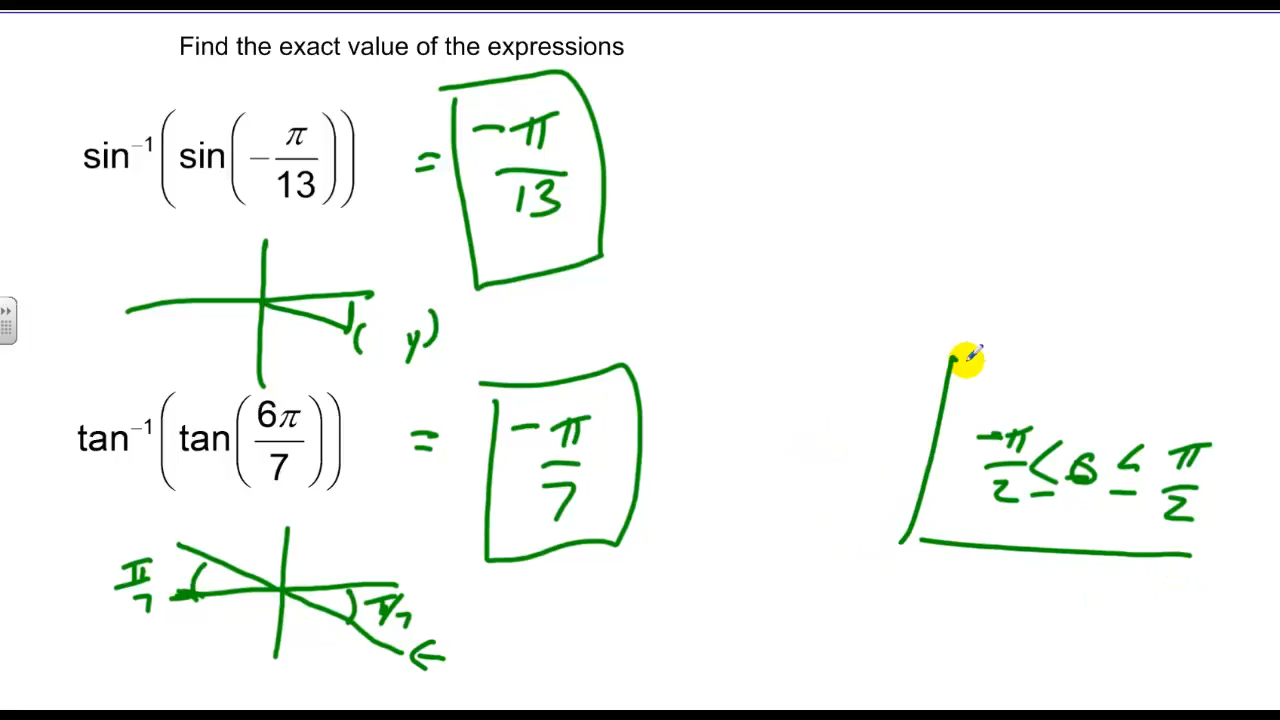 Find the exact value of the expressions
sin⁻¹(sin(−π/13)) = −π/13
( y)
tan⁻¹(tan(6π/7)) = −π/7
−π/2 ≤ θ ≤ π/2
π/7
π/7